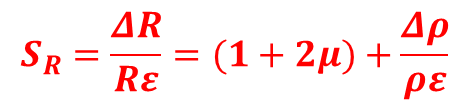 S_R = ΔR/Rε = (1 + 2μ) + Δρ/ρε